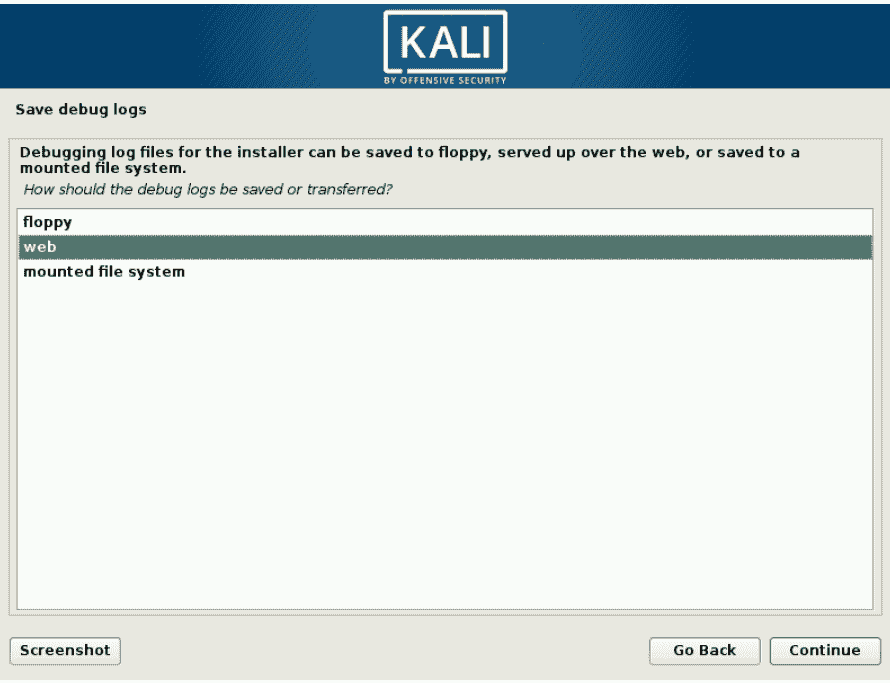 KALI
BY OFFENSIVE SECURITY
Save debug logs
Debugging log files for the installer can be saved to floppy, served up over the web, or saved to a
mounted file system.
How should the debug logs be saved or transferred?
floppy
web
mounted file system
Screenshot
Go Back
Continue